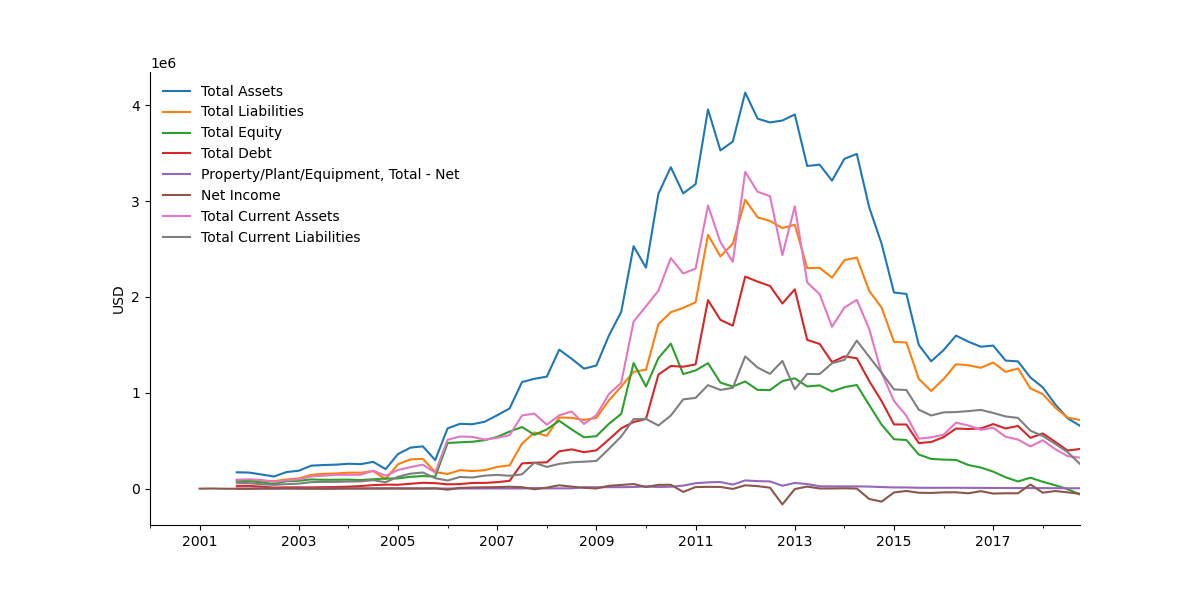 1e6
Total Assets
Total Liabilities
Total Equity
Total Debt
Property/Plant/Equipment, Total - Net
Net Income
Total Current Assets
Total Current Liabilities
USD
4
3
2
1
0
2001 2003 2005 2007 2009 2011 2013 2015 2017